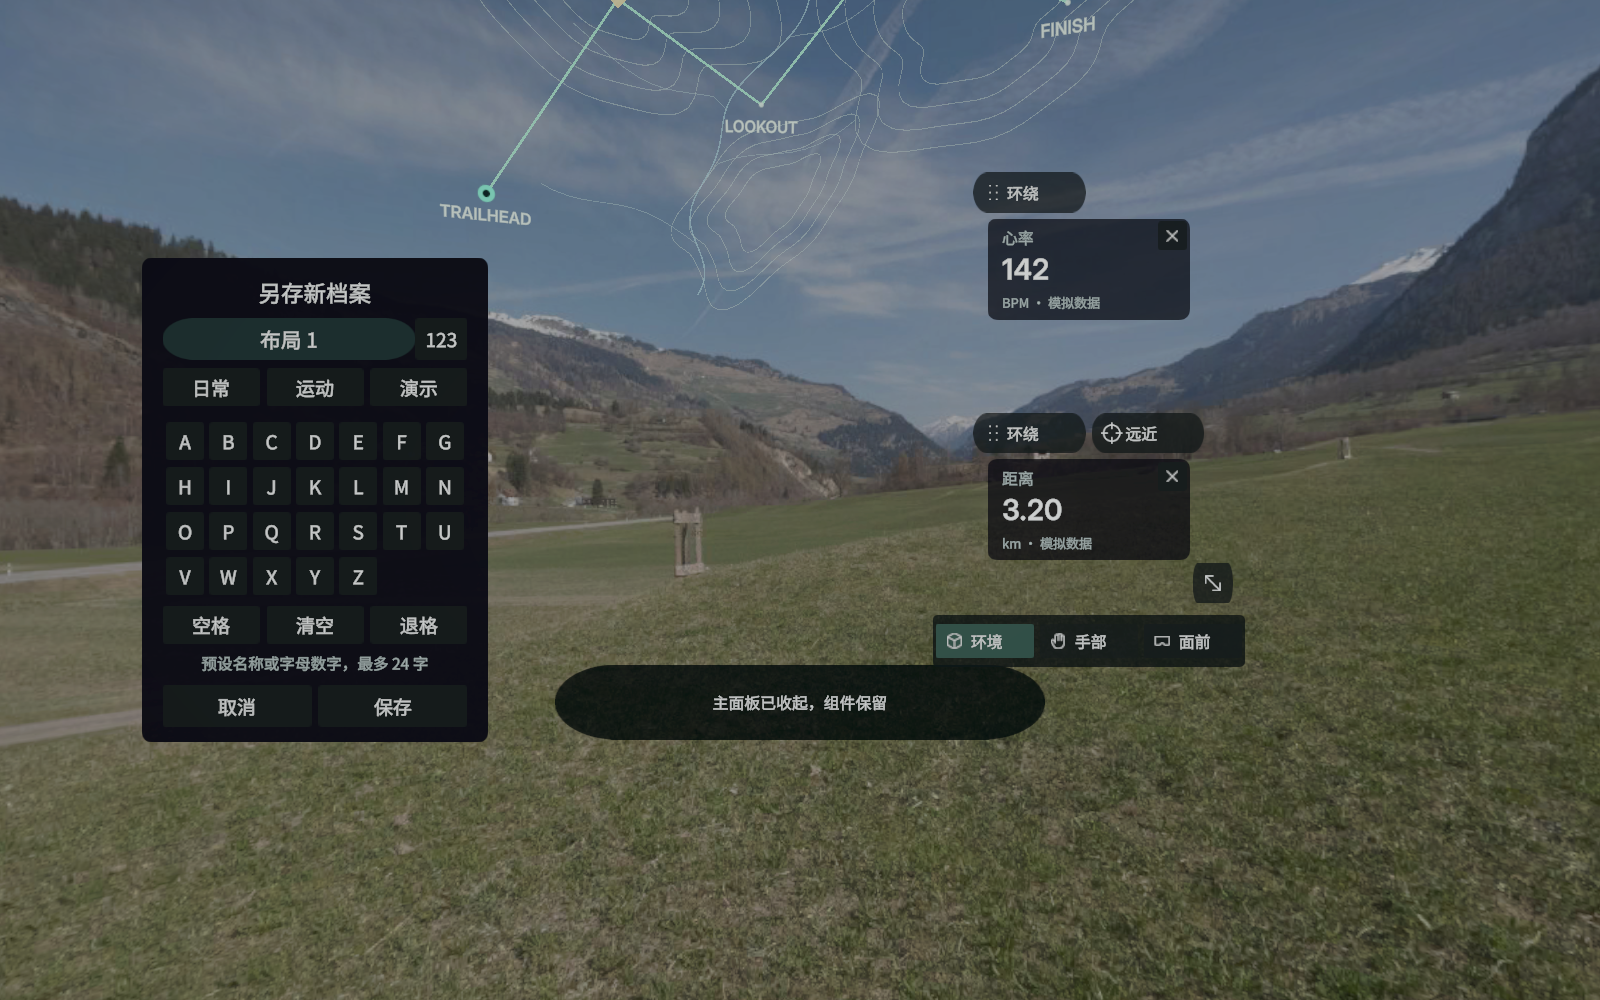 FINISH
LOOKOUT
TRAILHEAD
环绕
心率
142
BPM • 模拟数据
另存新档案
布局 1
123
日常 运动 演示
A B C D E F G
H I J K L M N
O P Q R S T U
V W X Y Z
空格 清空 退格
预设名称或字母数字，最多 24 字
取消 保存
环绕 远近
距离
3.20
km • 模拟数据
环境 手部 面前
主面板已收起，组件保留